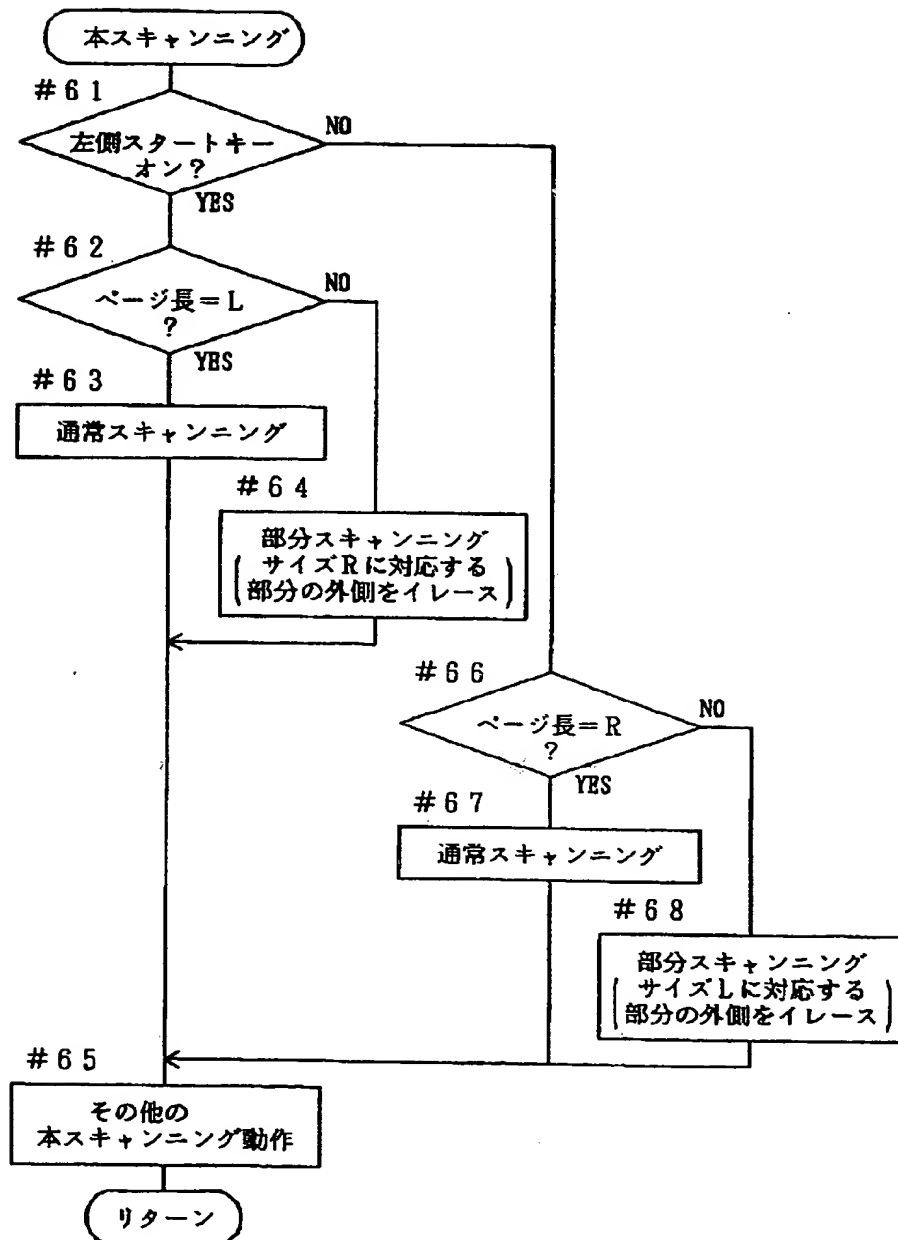 本スキャンニング
#61
左側スタートキー
オン?
NO
YES
#62
ページ長=L
?
NO
YES
#63
通常スキャンニング
#64
部分スキャンニング
(サイズRに対応する
部分の外側をイレース)
#66
ページ長=R
?
NO
YES
#67
通常スキャンニング
#68
部分スキャンニング
(サイズLに対応する
部分の外側をイレース)
#65
その他の
本スキャンニング動作
リターン